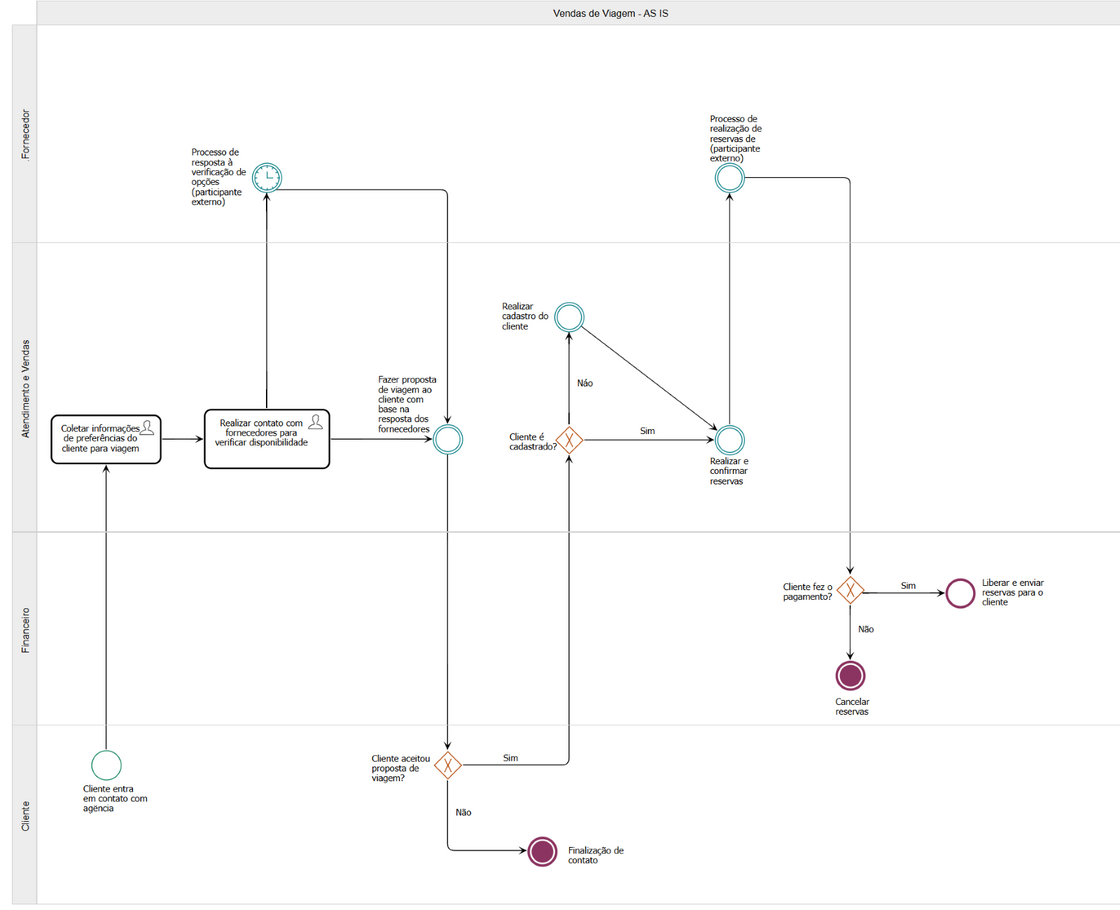 Vendas de Viagem - AS IS
.Fornecedor
Processo de
resposta à
verificação de
opções
(participante
externo)
Processo de
realização de
reservas de
(participante
externo)
Atendimento e Vendas
Coletar informações
de preferências do
cliente para viagem
Realizar contato com
fornecedores para
verificar disponibilidade
Fazer proposta
de viagem ao
cliente com
base na
resposta dos
fornecedores
Realizar
cadastro do
cliente
Náo
Cliente é
cadastrado?
Sim
Realizar e
confirmar
reservas
Financeiro
Cliente fez o
pagamento?
Sim
Liberar e enviar
reservas para o
cliente
Não
Cancelar
reservas
Cliente
Cliente entra
em contato com
agência
Cliente aceitou
proposta de
viagem?
Sim
Não
Finalização de
contato